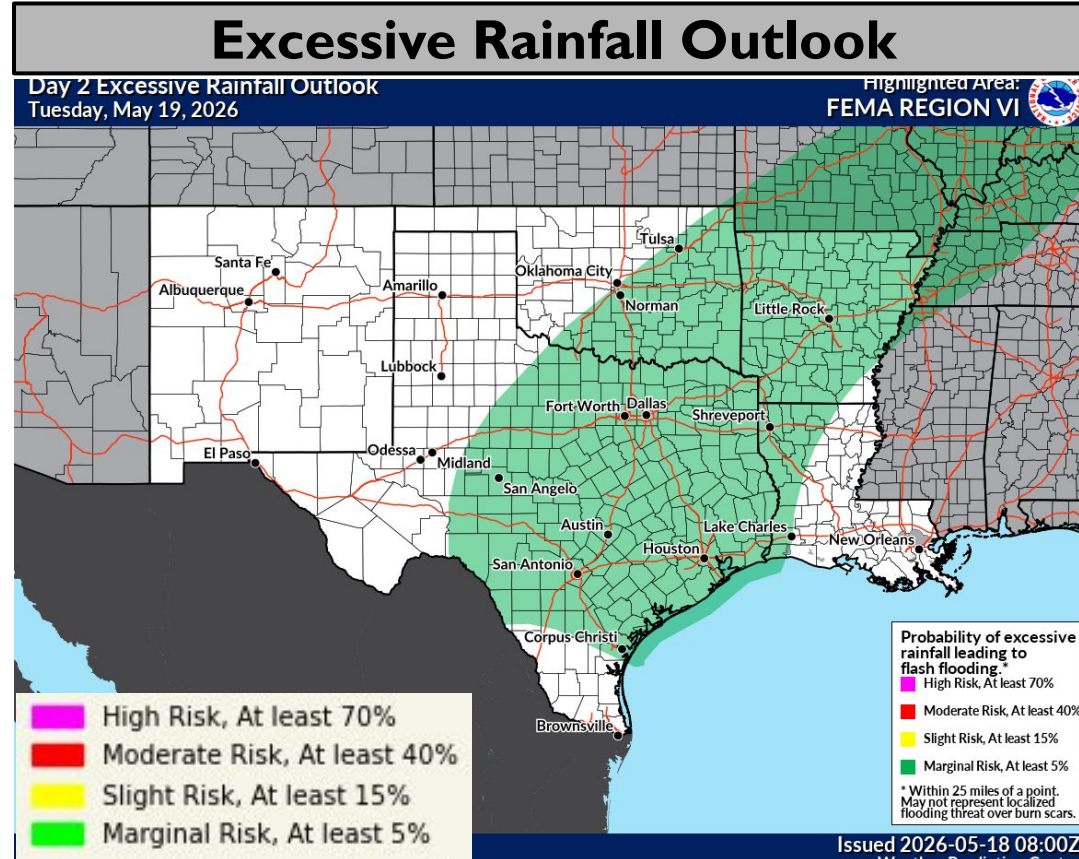 Excessive Rainfall Outlook
Day 2 Excessive Rainfall Outlook
Tuesday, May 19, 2026
Highlighted Area:
FEMA REGION VI
Tulsa
Santa Fe
Oklahoma City
Albuquerque
Amarillo
Norman
Little Rock
Lubbock
Fort Worth
Dallas
Shreveport
El Paso
Odessa
Midland
San Angelo
Austin
Lake Charles
Houston
New Orleans
San Antonio
Corpus Christi
Brownsville
Probability of excessive
rainfall leading to
flash flooding.*
High Risk, At least 70%
Moderate Risk, At least 40%
Slight Risk, At least 15%
Marginal Risk, At least 5%
* Within 25 miles of a point.
May not represent localized
flooding threat over burn scars.
High Risk, At least 70%
Moderate Risk, At least 40%
Slight Risk, At least 15%
Marginal Risk, At least 5%
Issued 2026-05-18 08:00Z